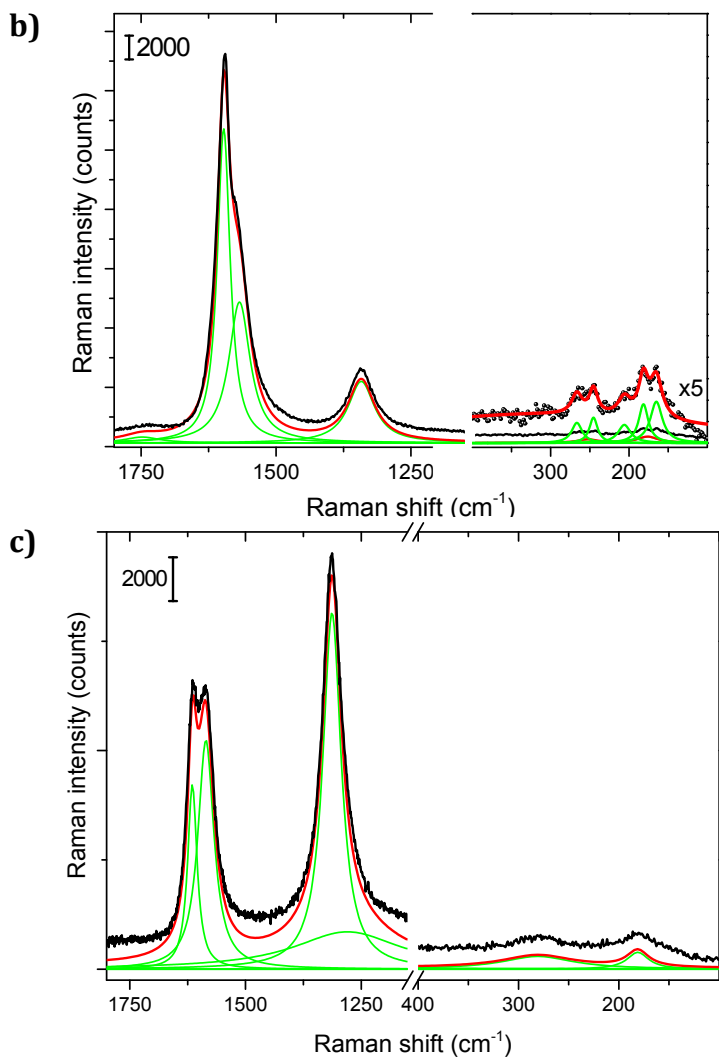 b)
2000
Raman intensity (counts)
x5
1750 1500 1250 300 200
Raman shift (cm⁻¹)
c)
2000
Raman intensity (counts)
1750 1500 1250 400 300 200
Raman shift (cm⁻¹)